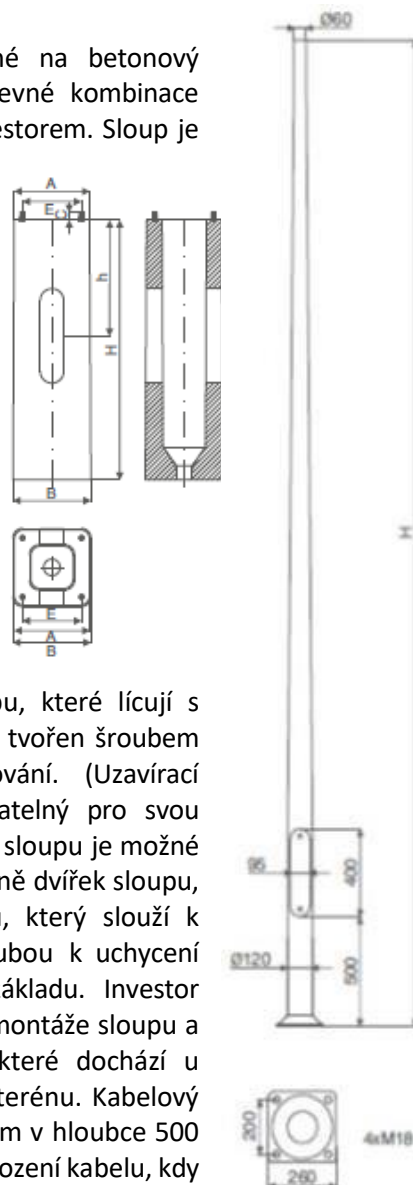 né na betonový
evné kombinace
estorem. Sloup je
A
E
C
h
H
B
E
A
B
Ø60
H
pu, které lícují s
tvořen šroubem
ování. (Uzavírací
atelný pro svou
sloupu je možné
ně dvířek sloupu,
u, který slouží k
ubou k uchycení
ákladu. Investor
montáže sloupu a
které dochází u
terénu. Kabelový
m v hloubce 500
ození kabelu, kdy
95
400
Ø120
500
200
4xM18
260